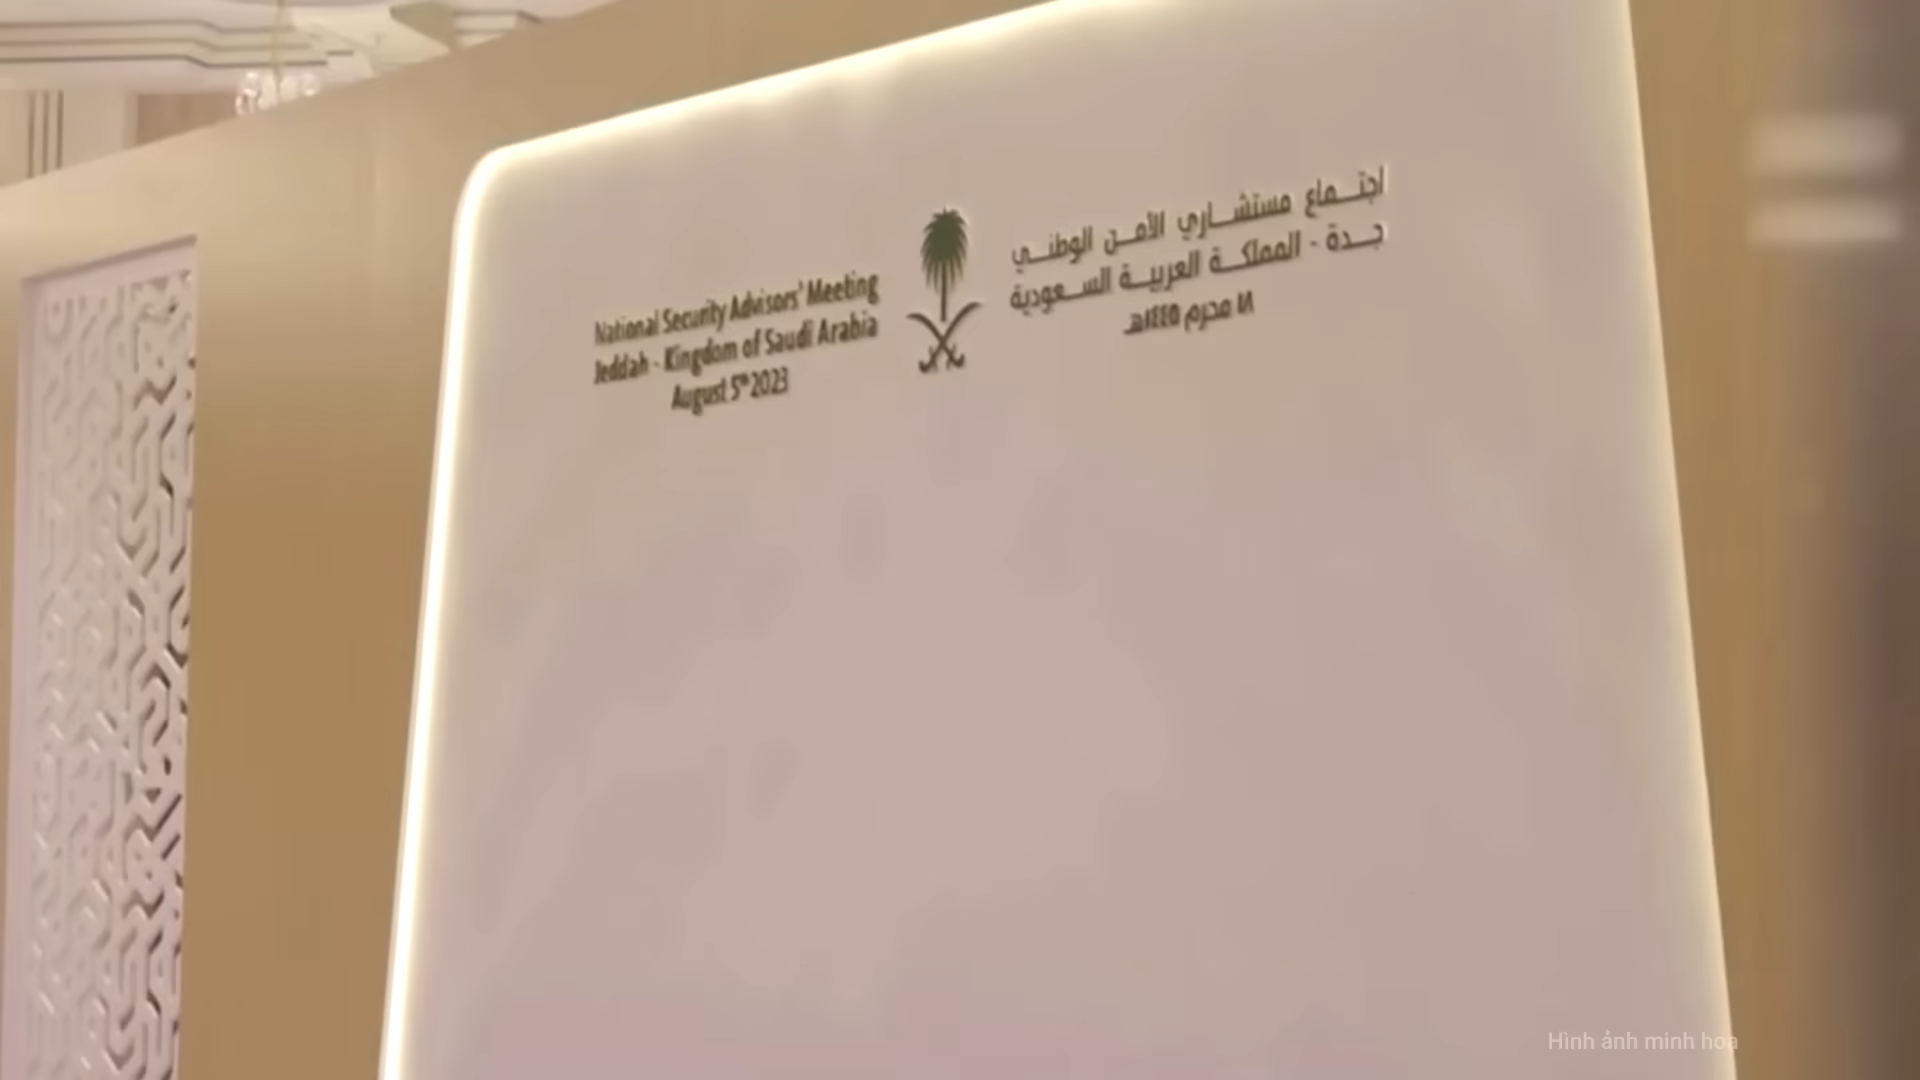 National Security Advisors' Meeting
Jeddah - Kingdom of Saudi Arabia
August 5th 2023
اجتماع مستشاري الأمن الوطني
جدة - المملكة العربية السعودية
١٨ محرم ١٤٤٥هـ
Hình ảnh minh hoạ